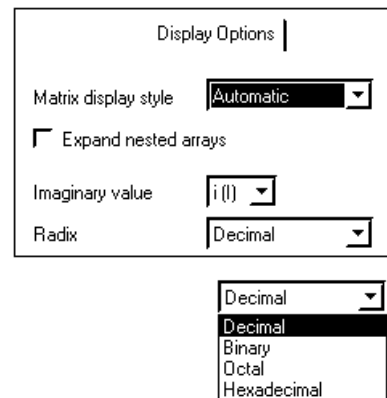 Display Options
Matrix display style Automatic
Expand nested arrays
Imaginary value i (I)
Radix Decimal
Decimal
Decimal
Binary
Octal
Hexadecimal